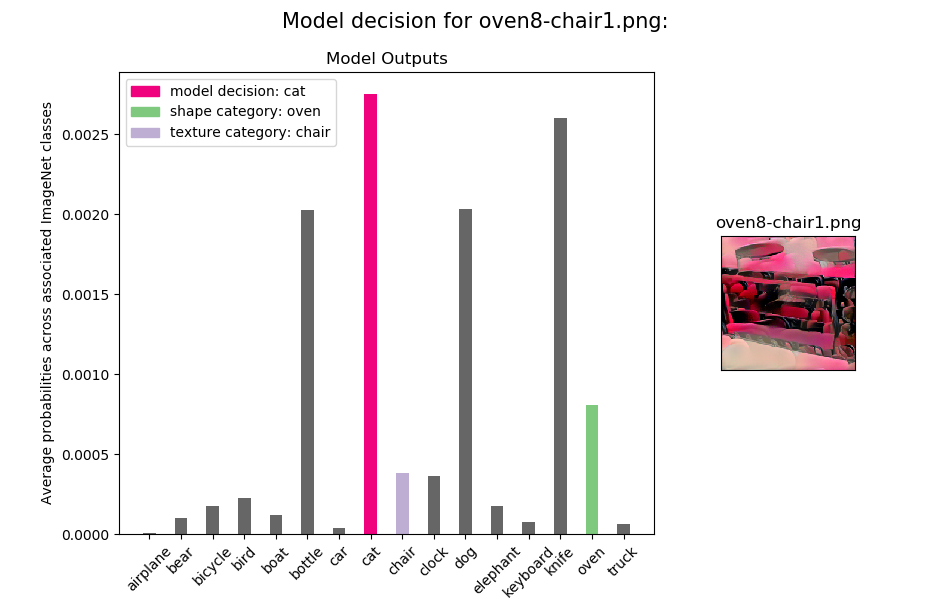 Model decision for oven8-chair1.png:
Model Outputs
model decision: cat
shape category: oven
texture category: chair
Average probabilities across associated ImageNet classes
0.0025
0.0020
0.0015
0.0010
0.0005
0.0000
airplane
bear
bicycle
bird
boat
bottle
car
cat
chair
clock
dog
elephant
keyboard
knife
oven
truck
oven8-chair1.png